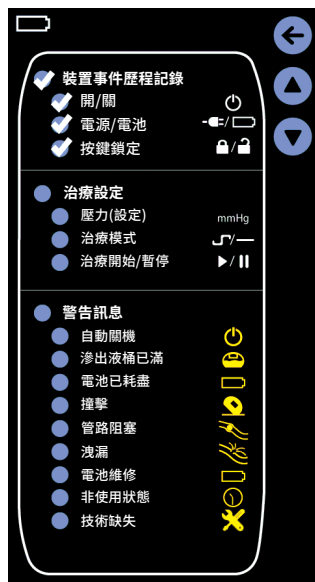 裝置事件歷程記錄
開/關
電源/電池 /
按鍵鎖定 /
治療設定
壓力(設定) mmHg
治療模式 /
治療開始/暫停 /
警告訊息
自動關機
滲出液桶已滿
電池已耗盡
撞擊
管路阻塞
洩漏
電池維修
非使用狀態
技術缺失